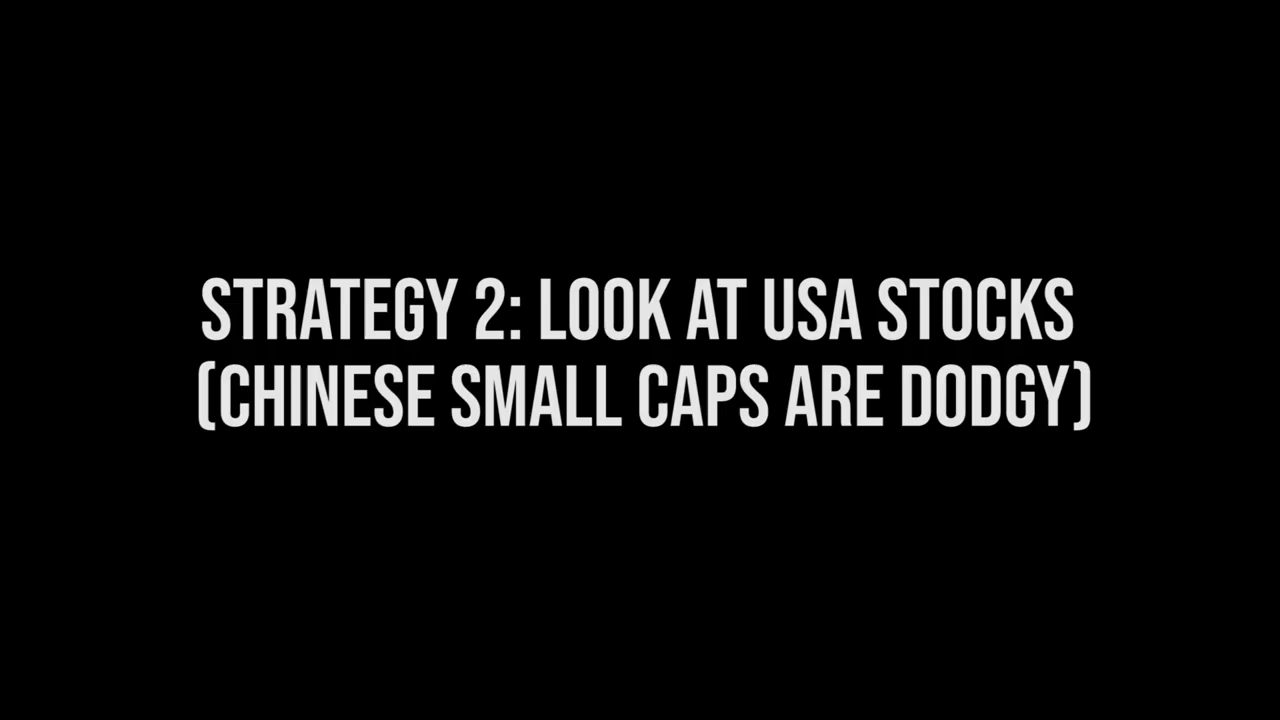 STRATEGY 2: LOOK AT USA STOCKS
(CHINESE SMALL CAPS ARE DODGY)